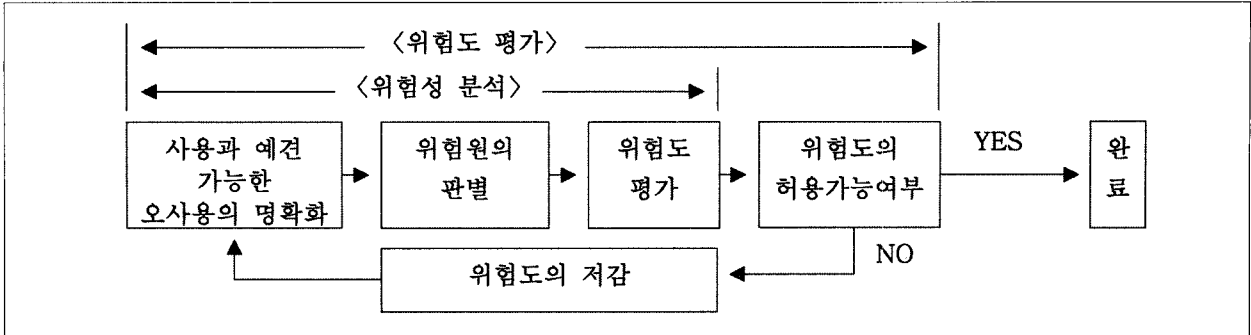 〈위험도 평가〉
〈위험성 분석〉
사용과 예견
가능한
오사용의 명확화
위험원의
판별
위험도
평가
위험도의
허용가능여부
YES
완
료
NO
위험도의 저감